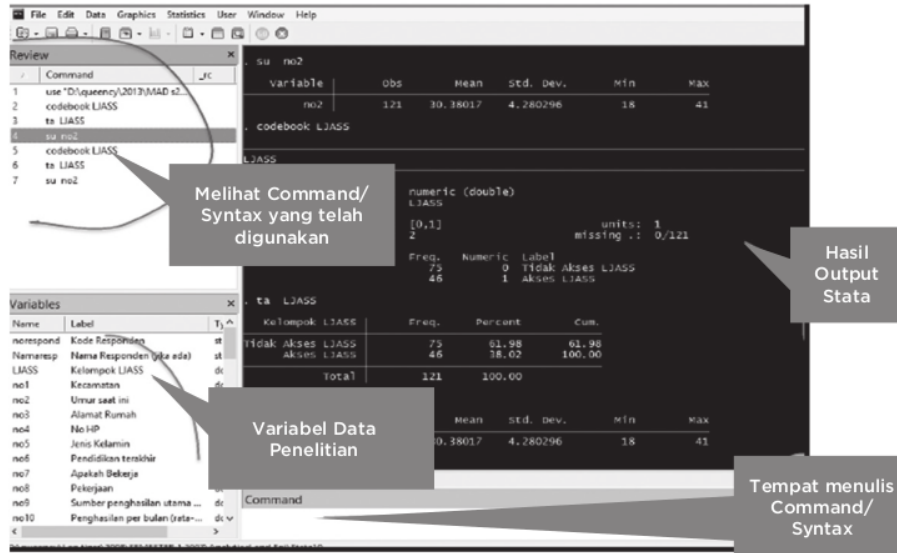 File Edit Data Graphics Statistics User Window Help
Review
Command _rc
1 use "D:\queency\2013\MAD s2...
2 codebook LJASS
3 ta LJASS
4 su no2
5 codebook LJASS
6 ta LJASS
7 su no2
Melihat Command/
Syntax yang telah
digunakan
Variables
Name Label
norespond Kode Responden st
Namaresp Nama Responden (jika ada) st
LJASS Kelompok LJASS
no1 Kecamatan
no2 Umur saat ini
no3 Alamat Rumah
no4 No HP
no5 Jenis Kelamin
no6 Pendidikan terakhir
no7 Apakah Bekerja
no8 Pekerjaan
no9 Sumber penghasilan utama ...
no10 Penghasilan per bulan (rata-...
Variabel Data
Penelitian
. su no2
Variable Obs Mean Std. Dev. Min Max
no2 121 30.38017 4.280296 18 41
. codebook LJASS
LJASS
numeric (double)
LJASS
[0,1] units: 1
2 missing .: 0/121
Freq. Numeric Label
75 0 Tidak Akses LJASS
46 1 Akses LJASS
. ta LJASS
Kelompok LJASS Freq. Percent Cum.
Tidak Akses LJASS 75 61.98 61.98
Akses LJASS 46 38.02 100.00
Total 121 100.00
Mean Std. Dev. Min Max
30.38017 4.280296 18 41
Hasil
Output
Stata
Command
Tempat menulis
Command/
Syntax